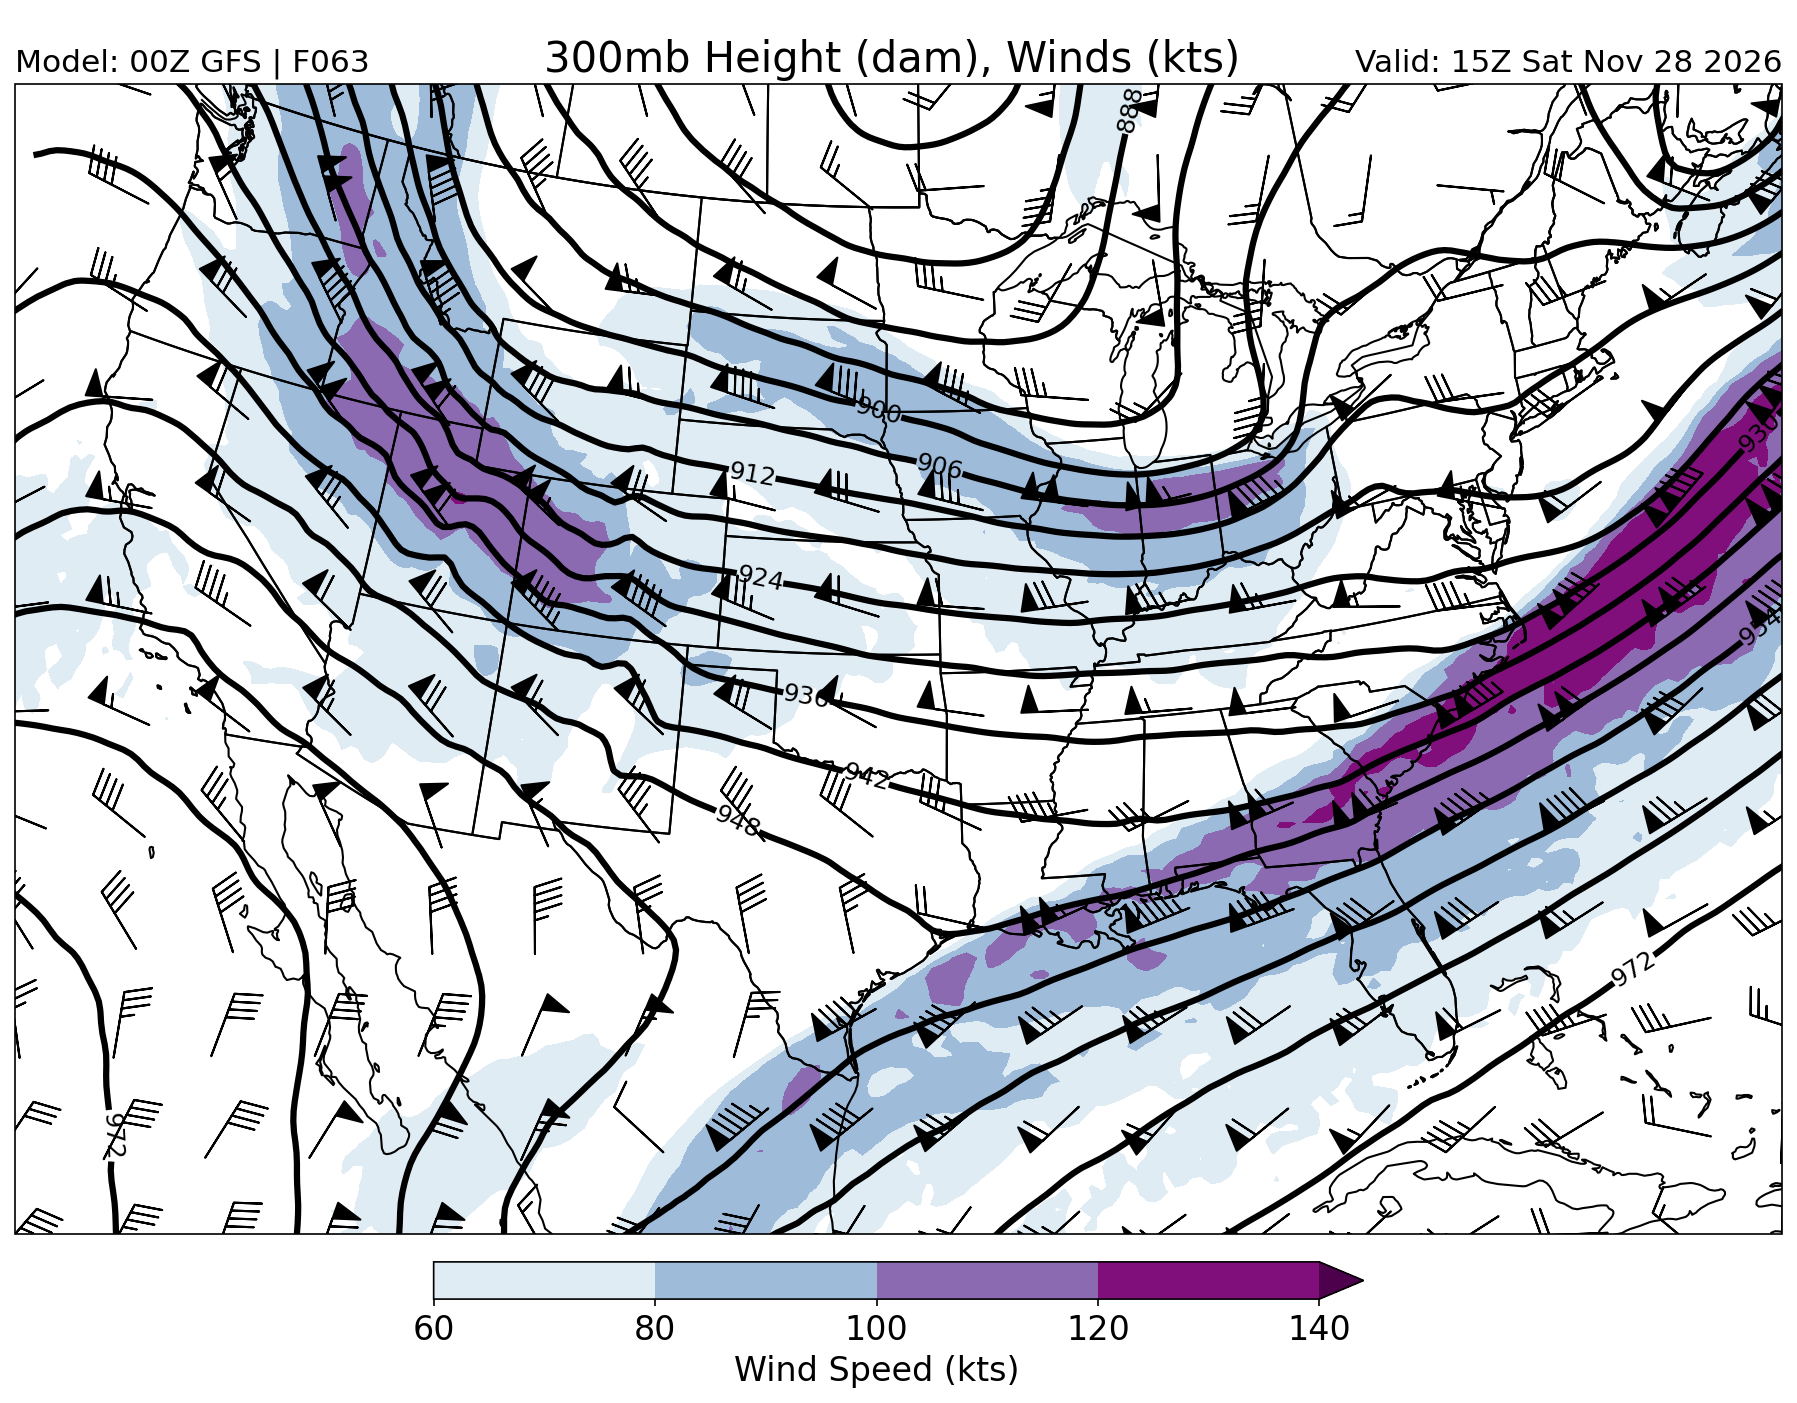 Model: 00Z GFS | F063
300mb Height (dam), Winds (kts)
Valid: 15Z Sat Nov 28 2026
888
900
906
912
924
930
936
942
948
954
972
972
60 80 100 120 140
Wind Speed (kts)